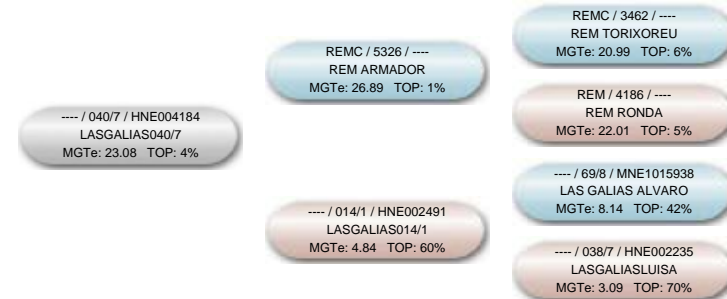 ---- / 040/7 / HNE004184
LASGALIAS040/7
MGTe: 23.08 TOP: 4%
REMC / 5326 / ----
REM ARMADOR
MGTe: 26.89 TOP: 1%
---- / 014/1 / HNE002491
LASGALIAS014/1
MGTe: 4.84 TOP: 60%
REMC / 3462 / ----
REM TORIXOREU
MGTe: 20.99 TOP: 6%
REM / 4186 / ----
REM RONDA
MGTe: 22.01 TOP: 5%
---- / 69/8 / MNE1015938
LAS GALIAS ALVARO
MGTe: 8.14 TOP: 42%
---- / 038/7 / HNE002235
LASGALIASLUISA
MGTe: 3.09 TOP: 70%